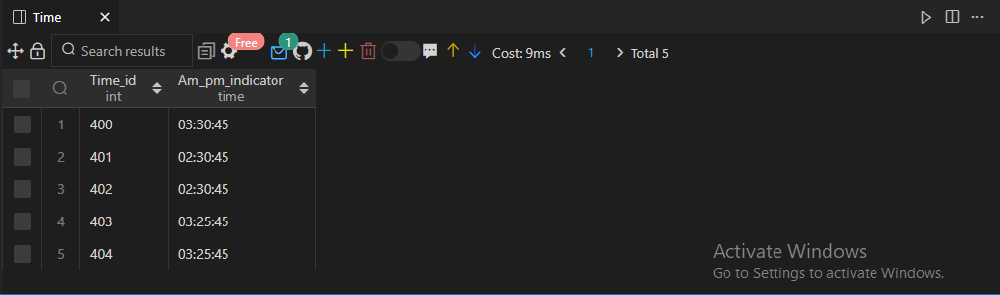 Time
Search results Free 1 Cost: 9ms 1 Total 5
Time_id Am_pm_indicator
int time
1 400 03:30:45
2 401 02:30:45
3 402 02:30:45
4 403 03:25:45
5 404 03:25:45
Activate Windows
Go to Settings to activate Windows.